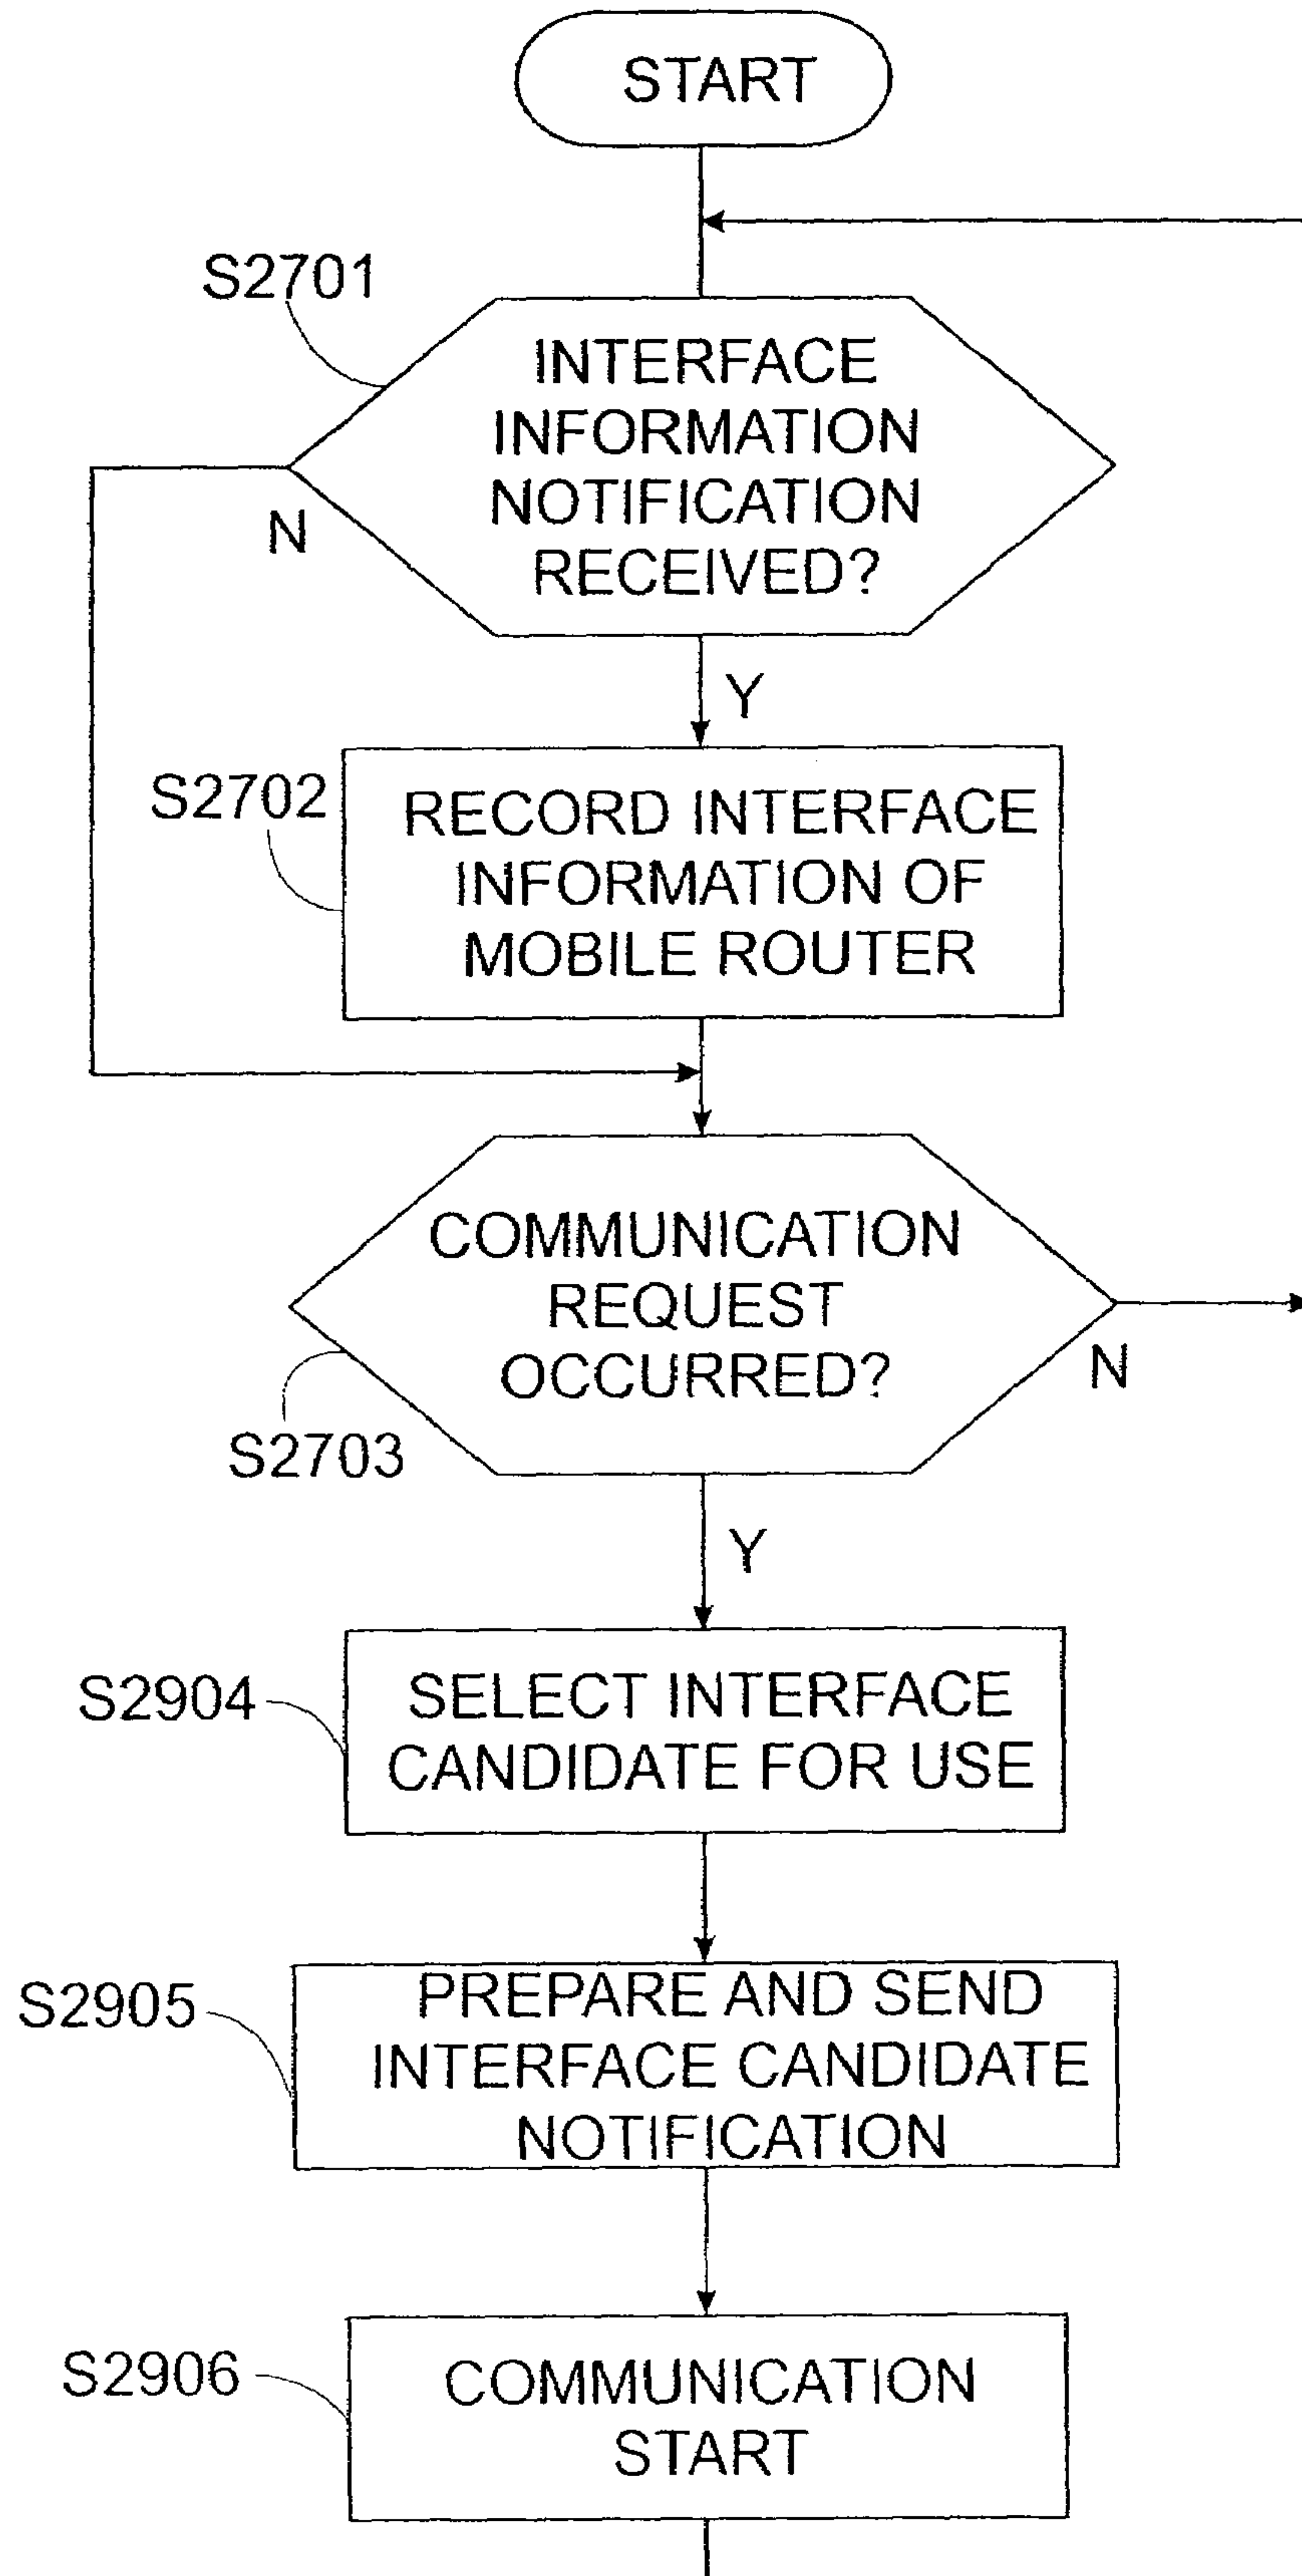 START
S2701
INTERFACE
INFORMATION
NOTIFICATION
RECEIVED?
N
Y
S2702
RECORD INTERFACE
INFORMATION OF
MOBILE ROUTER
COMMUNICATION
REQUEST
OCCURRED?
N
S2703
Y
S2904
SELECT INTERFACE
CANDIDATE FOR USE
S2905
PREPARE AND SEND
INTERFACE CANDIDATE
NOTIFICATION
S2906
COMMUNICATION
START